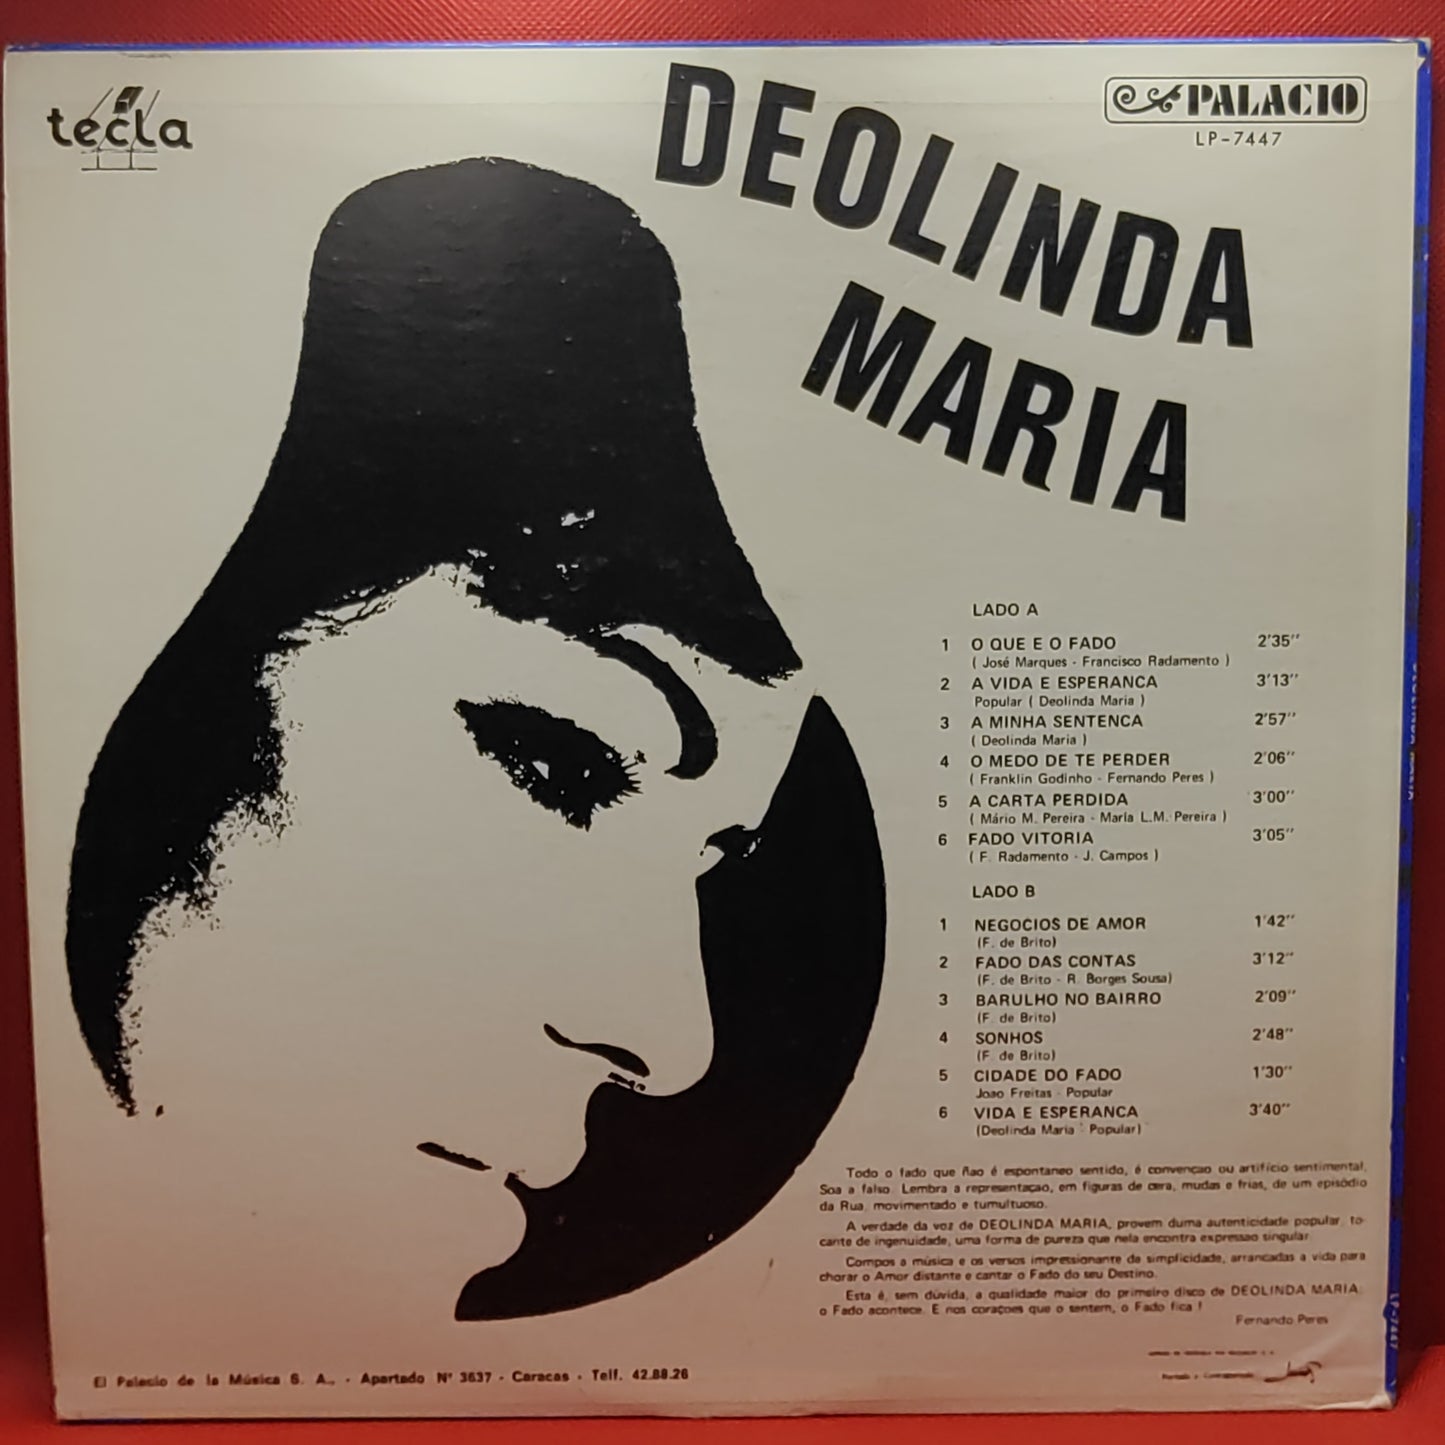 tecla
PALACIO
LP-7447
DEOLINDA
MARIA
LADO A
1 O QUE E O FADO 2'35''
( José Marques - Francisco Radamento )
2 A VIDA E ESPERANCA 3'13''
Popular ( Deolinda Maria )
3 A MINHA SENTENCA 2'57''
( Deolinda Maria )
4 O MEDO DE TE PERDER 2'06''
( Franklin Godinho - Fernando Peres )
5 A CARTA PERDIDA 3'00''
( Mário M. Pereira - Maria L.M. Pereira )
6 FADO VITORIA 3'05''
( F. Radamento - J. Campos )
LADO B
1 NEGOCIOS DE AMOR 1'42''
(F. de Brito)
2 FADO DAS CONTAS 3'12''
(F. de Brito - R. Borges Sousa)
3 BARULHO NO BAIRRO 2'09''
(F. de Brito)
4 SONHOS 2'48''
(F. de Brito)
5 CIDADE DO FADO 1'30''
Joao Freitas - Popular
6 VIDA E ESPERANCA 3'40''
(Deolinda Maria - Popular)
Todo o fado que ñao é espontaneo sentido, é convençao ou artifício sentimental.
Soa a falso. Lembra a representaçao, em figuras de cera, mudas e frias, de um episódio
da Rua, movimentado e tumultuoso.
A verdade da voz de DEOLINDA MARIA, provem duma autenticidade popular, to-
cante de ingenuidade, uma forma de pureza que nela encontra expressao singular.
Compos a música e os versos impressionante de simplicidade, arrancadas a vida para
chorar o Amor distante e cantar o Fado do seu Destino.
Esta é, sem dúvida, a qualidade maior do primeiro disco de DEOLINDA MARIA:
o Fado acontece. E nos coraçoes que o sentem, o Fado fica !
Fernando Peres
El Palacio de la Música S. A., - Apartado N° 3637 - Caracas - Telf. 42.88.26
DEOLINDA MARIA
LP-7447